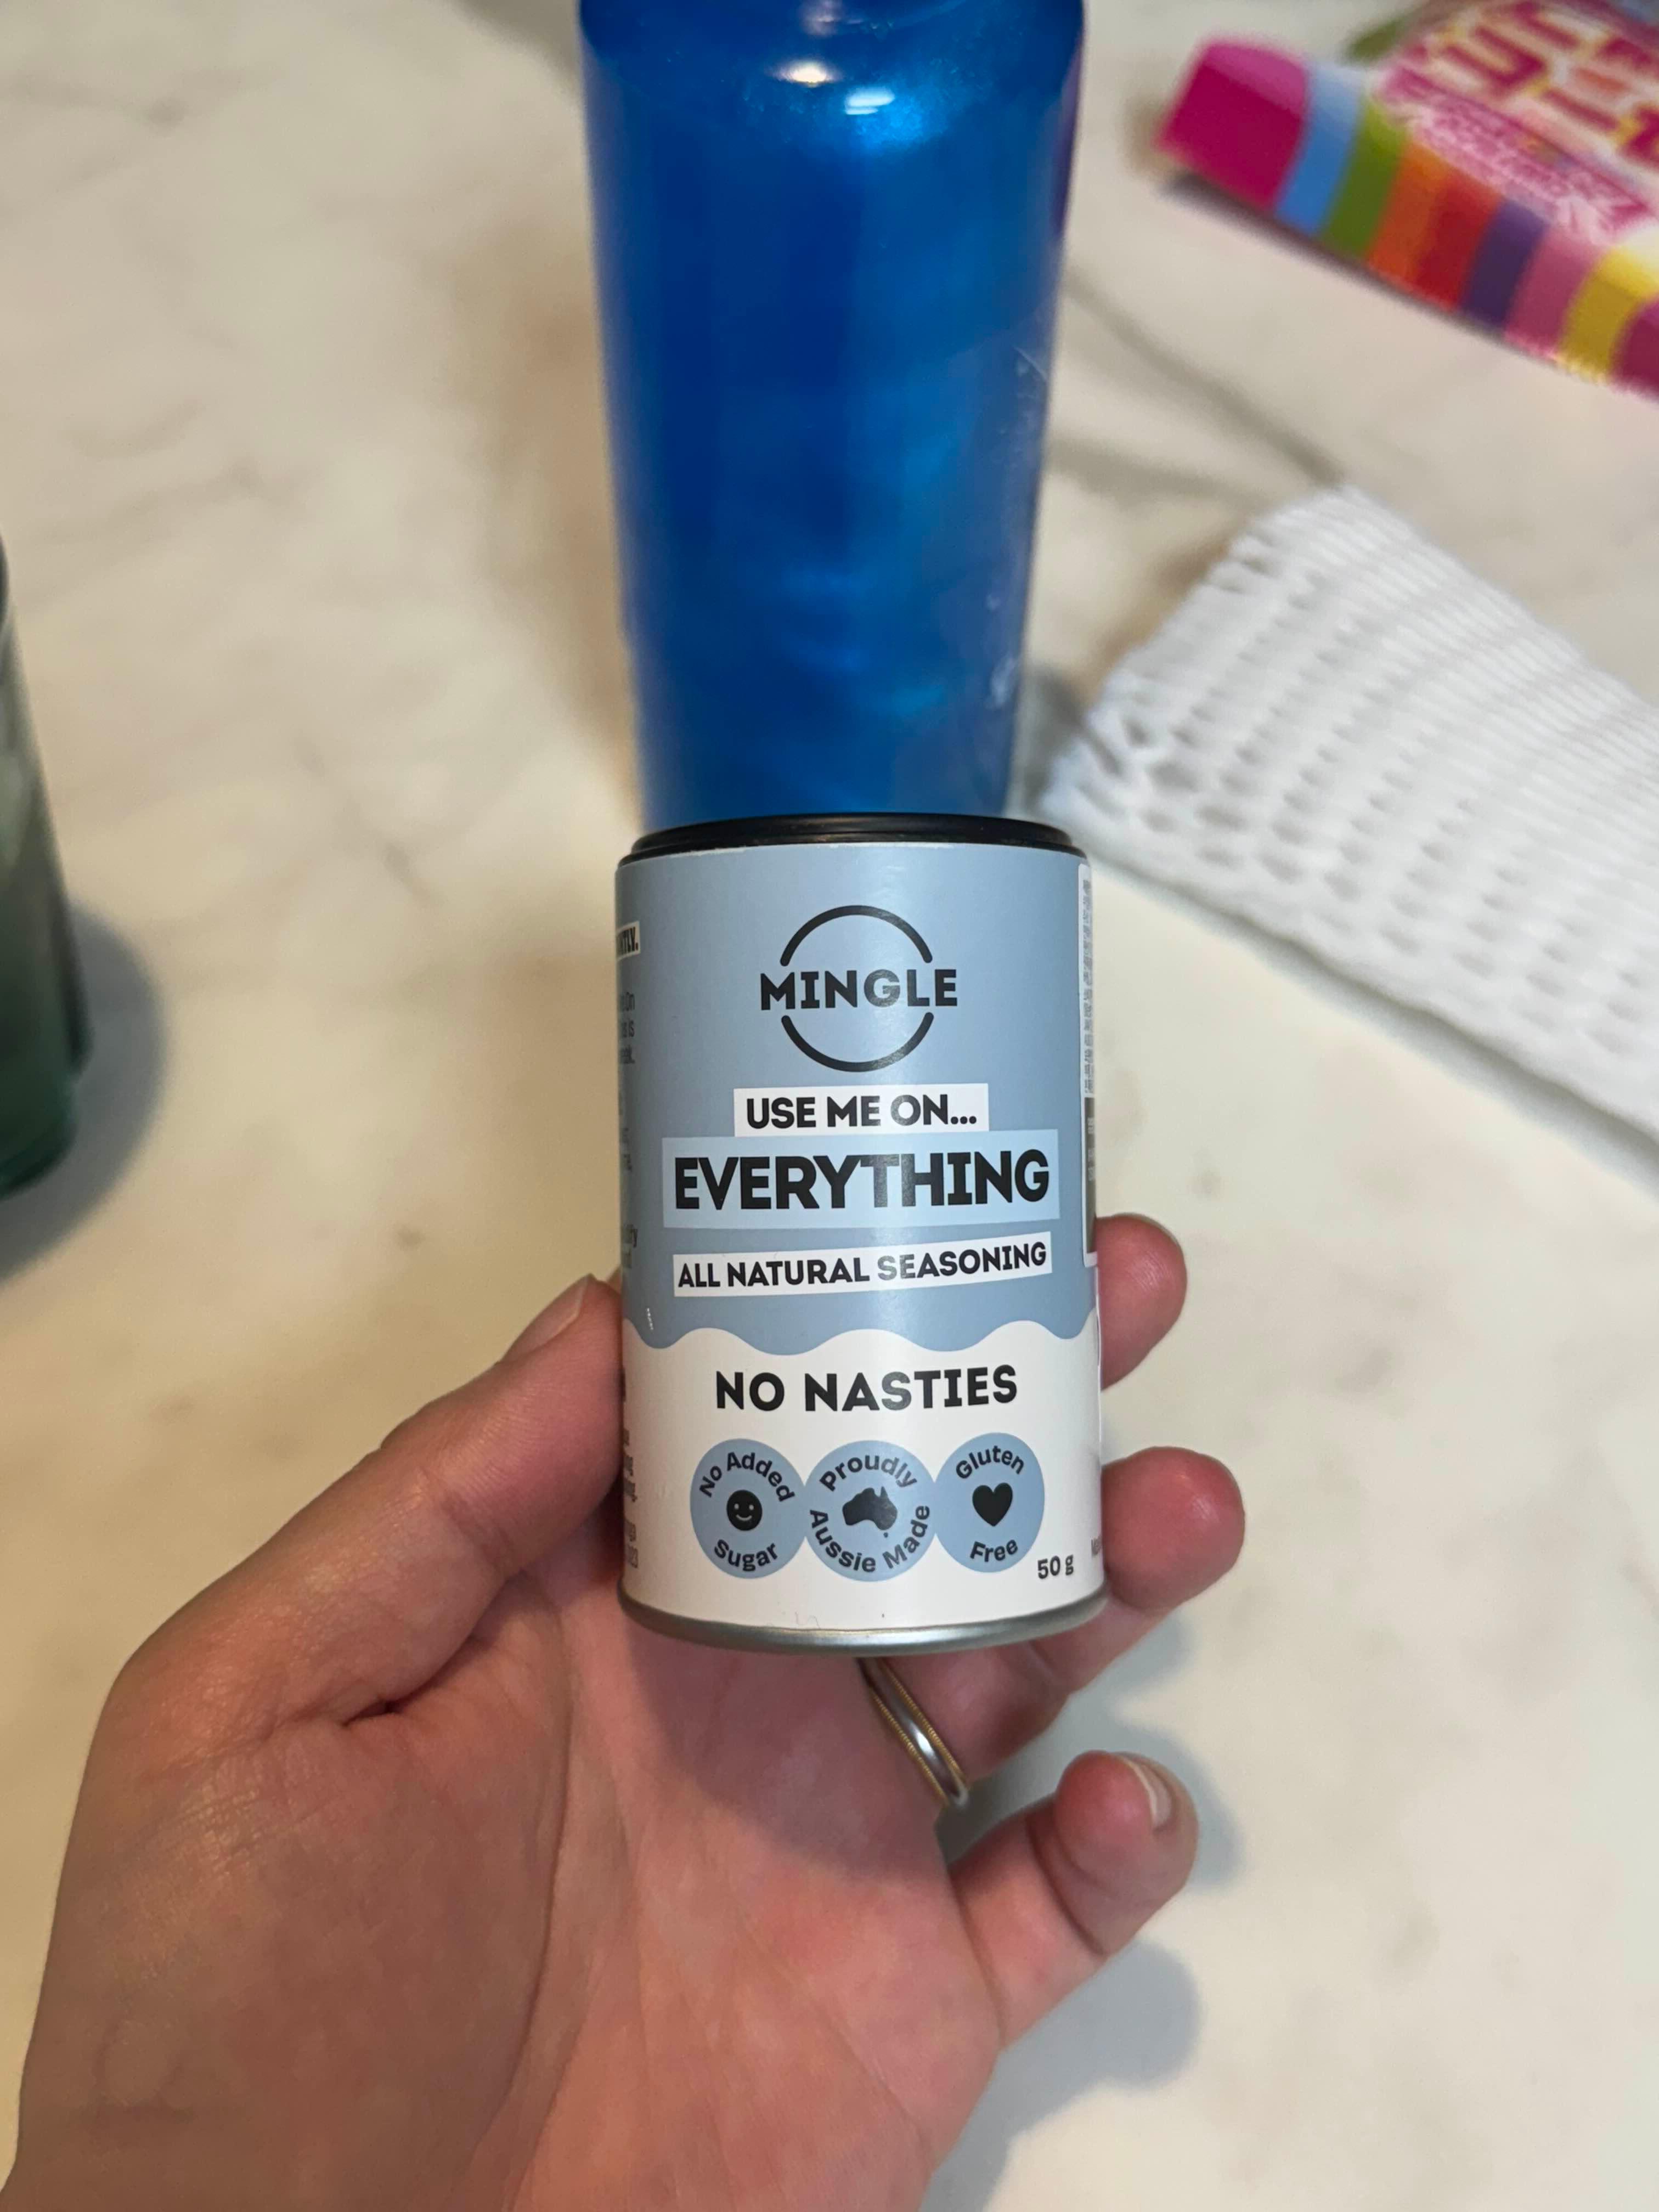 MINGLE
USE ME ON...
EVERYTHING
ALL NATURAL SEASONING
NO NASTIES
No Added
Sugar
Proudly
Aussie Made
Gluten
Free
50 g